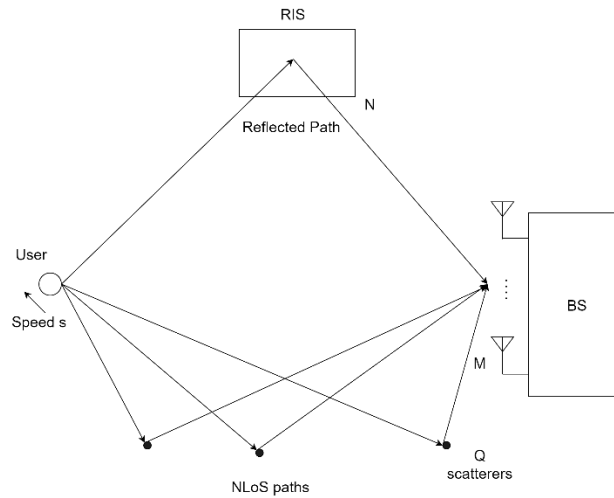 RIS
N
Reflected Path
User
Speed s
BS
M
Q
scatterers
NLoS paths